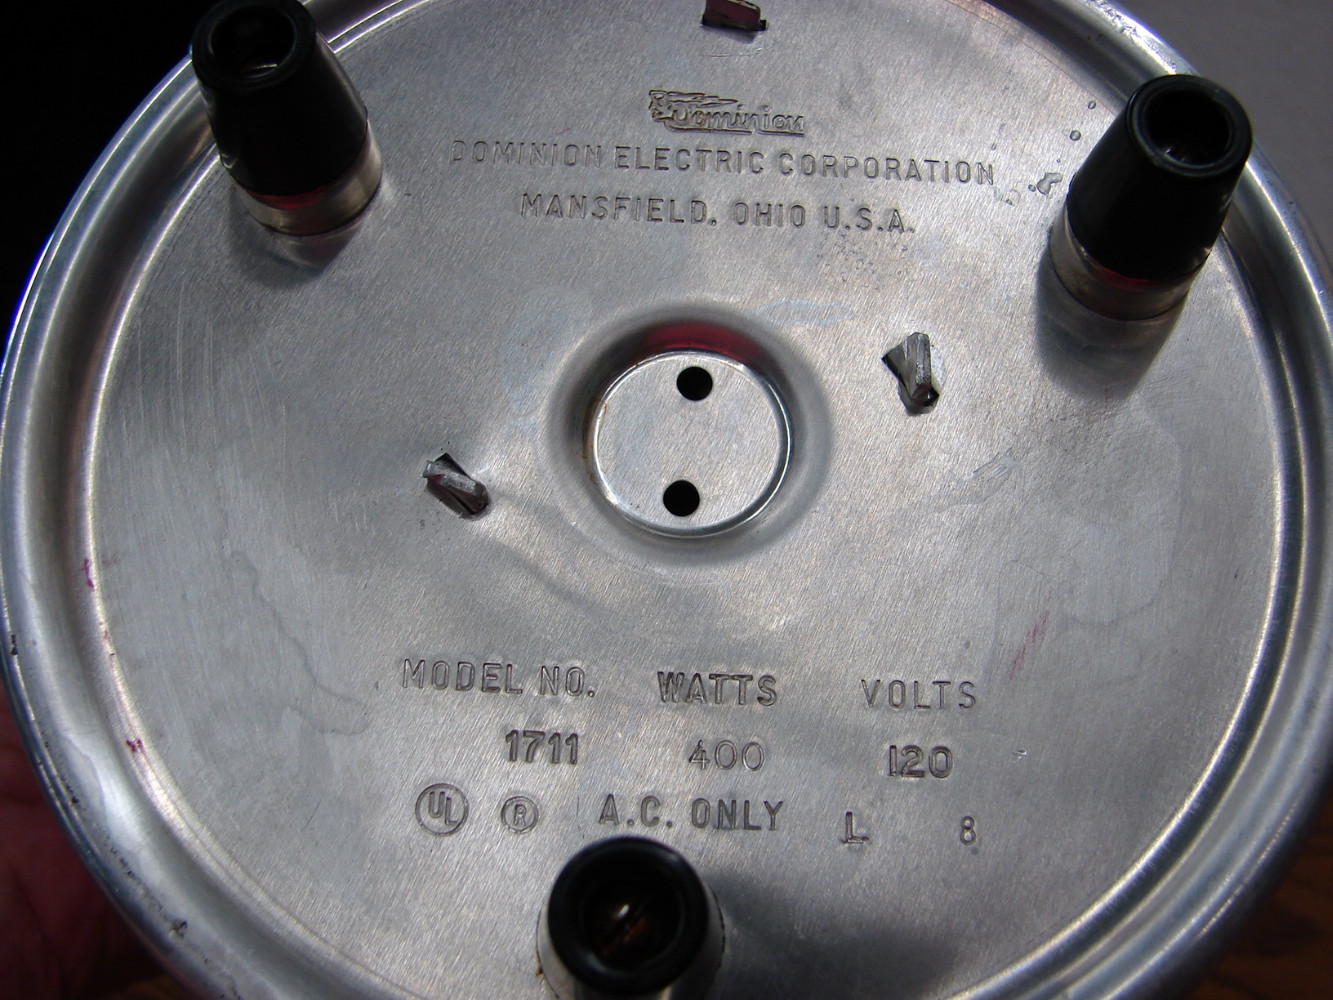 Dominion
DOMINION ELECTRIC CORPORATION
MANSFIELD, OHIO U.S.A.
MODEL NO. WATTS VOLTS
1711 400 120
UL ® A.C. ONLY L 8